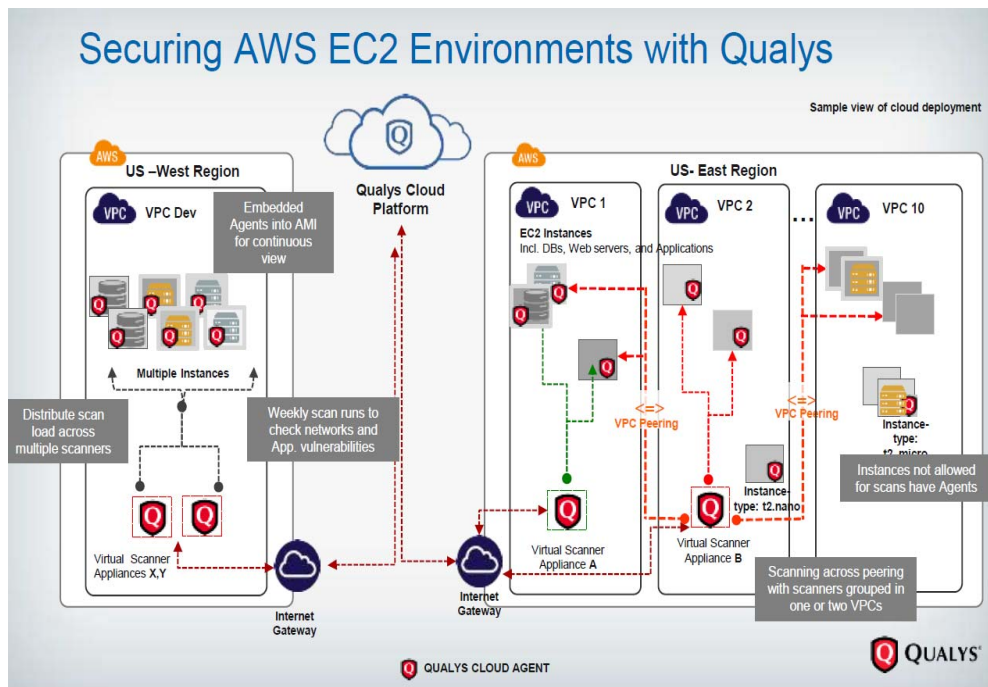 Securing AWS EC2 Environments with Qualys
Sample view of cloud deployment
AWS
US –West Region
VPC
VPC Dev
Embedded
Agents into AMI
for continuous
view
Multiple Instances
Distribute scan
load across
multiple scanners
Weekly scan runs to
check networks and
App. vulnerabilities
Q
Q
Virtual Scanner
Appliances X,Y
Internet
Gateway
Q
Qualys Cloud
Platform
AWS
US- East Region
VPC
VPC 1
EC2 Instances
Incl. DBs, Web servers, and Applications
VPC
VPC 2
...
VPC
VPC 10
<=>
VPC Peering
<=>
VPC Peering
Instance-
type:
t2.micro
Instances not allowed
for scans have Agents
Instance-
type: t2.nano
Q
Virtual Scanner
Appliance A
Q
Virtual Scanner
Appliance B
Internet
Gateway
Scanning across peering
with scanners grouped in
one or two VPCs
Q QUALYS CLOUD AGENT
QUALYS®